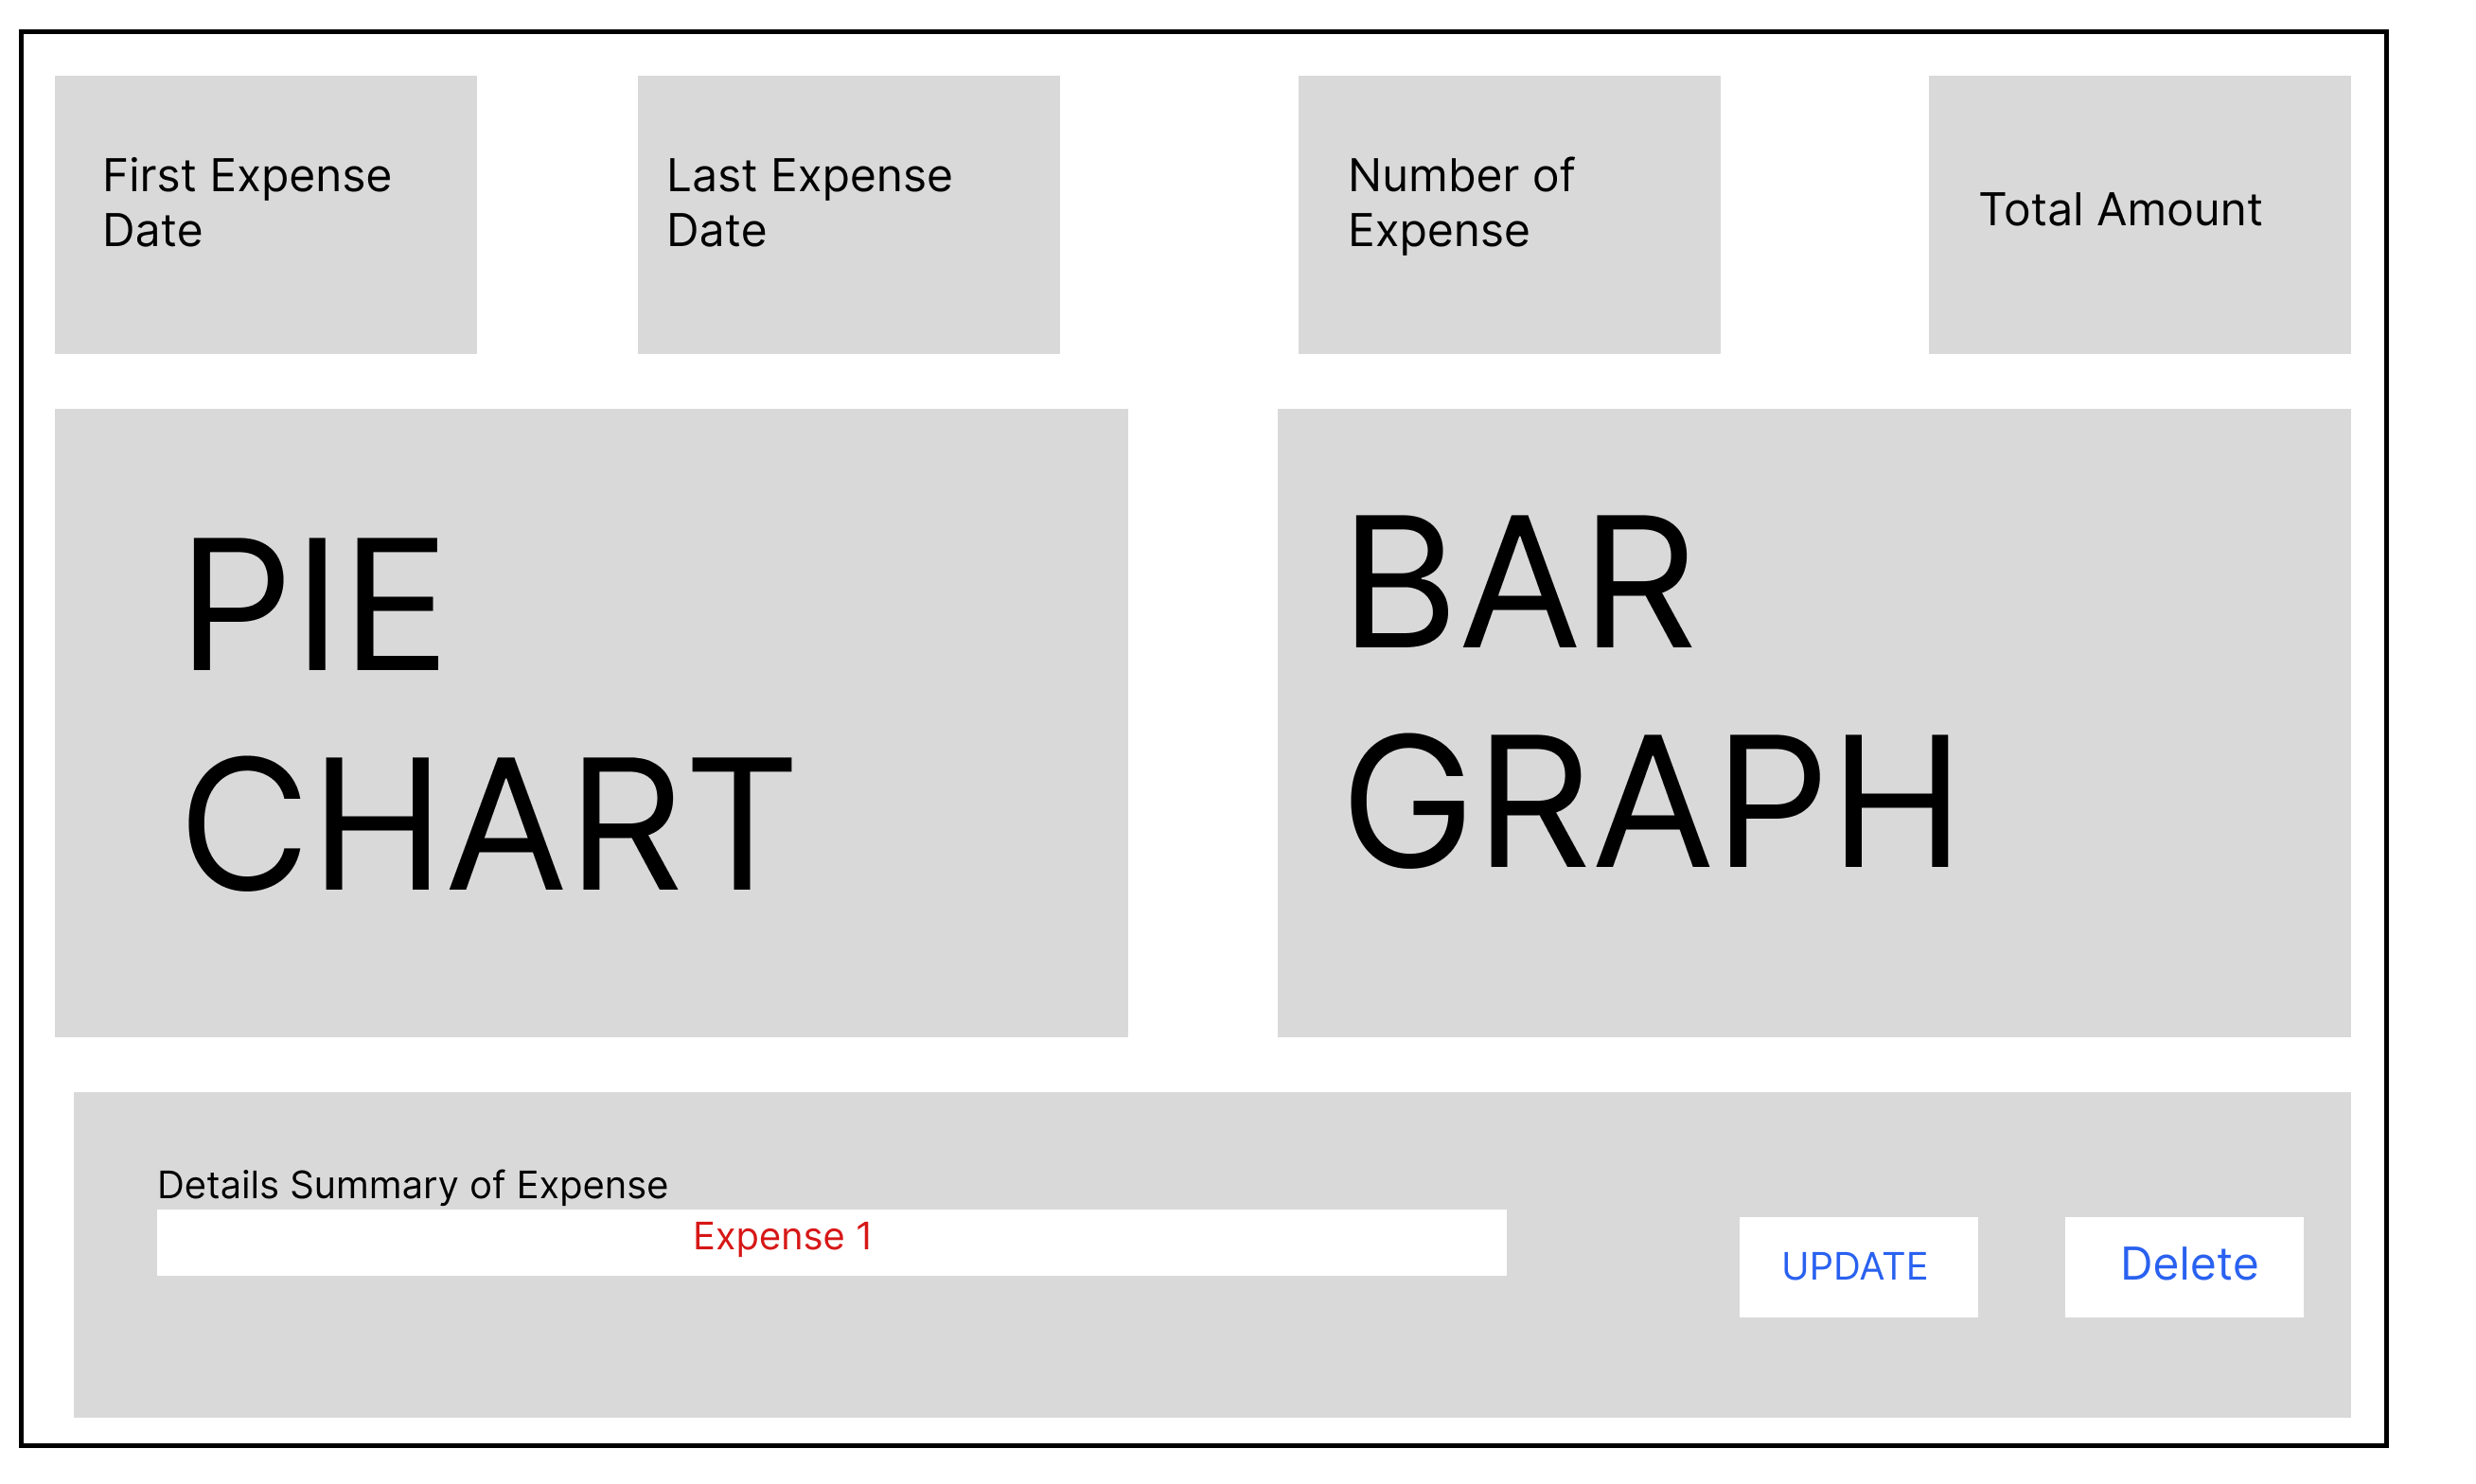 First Expense
Date
Last Expense
Date
Number of
Expense
Total Amount
PIE
CHART
BAR
GRAPH
Details Summary of Expense
Expense 1
UPDATE
Delete